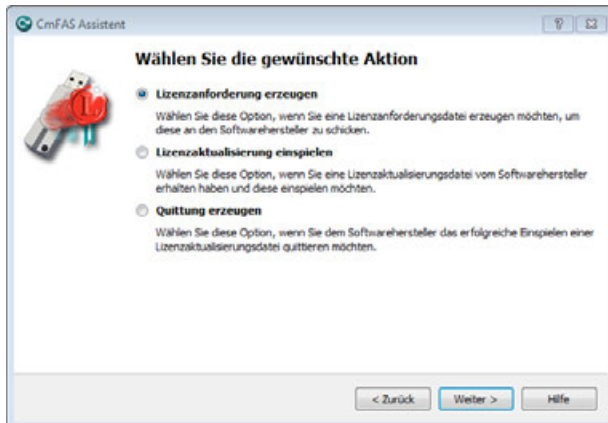 CmFAS Assistent
Wählen Sie die gewünschte Aktion
Lizenzanforderung erzeugen
Wählen Sie diese Option, wenn Sie eine Lizenzanforderungsdatei erzeugen möchten, um
diese an den Softwarehersteller zu schicken.
Lizenzaktualisierung einspielen
Wählen Sie diese Option, wenn Sie eine Lizenzaktualisierungsdatei vom Softwarehersteller
erhalten haben und diese einspielen möchten.
Quittung erzeugen
Wählen Sie diese Option, wenn Sie dem Softwarehersteller das erfolgreiche Einspielen einer
Lizenzaktualisierungsdatei quittieren möchten.
< Zurück Weiter > Hilfe